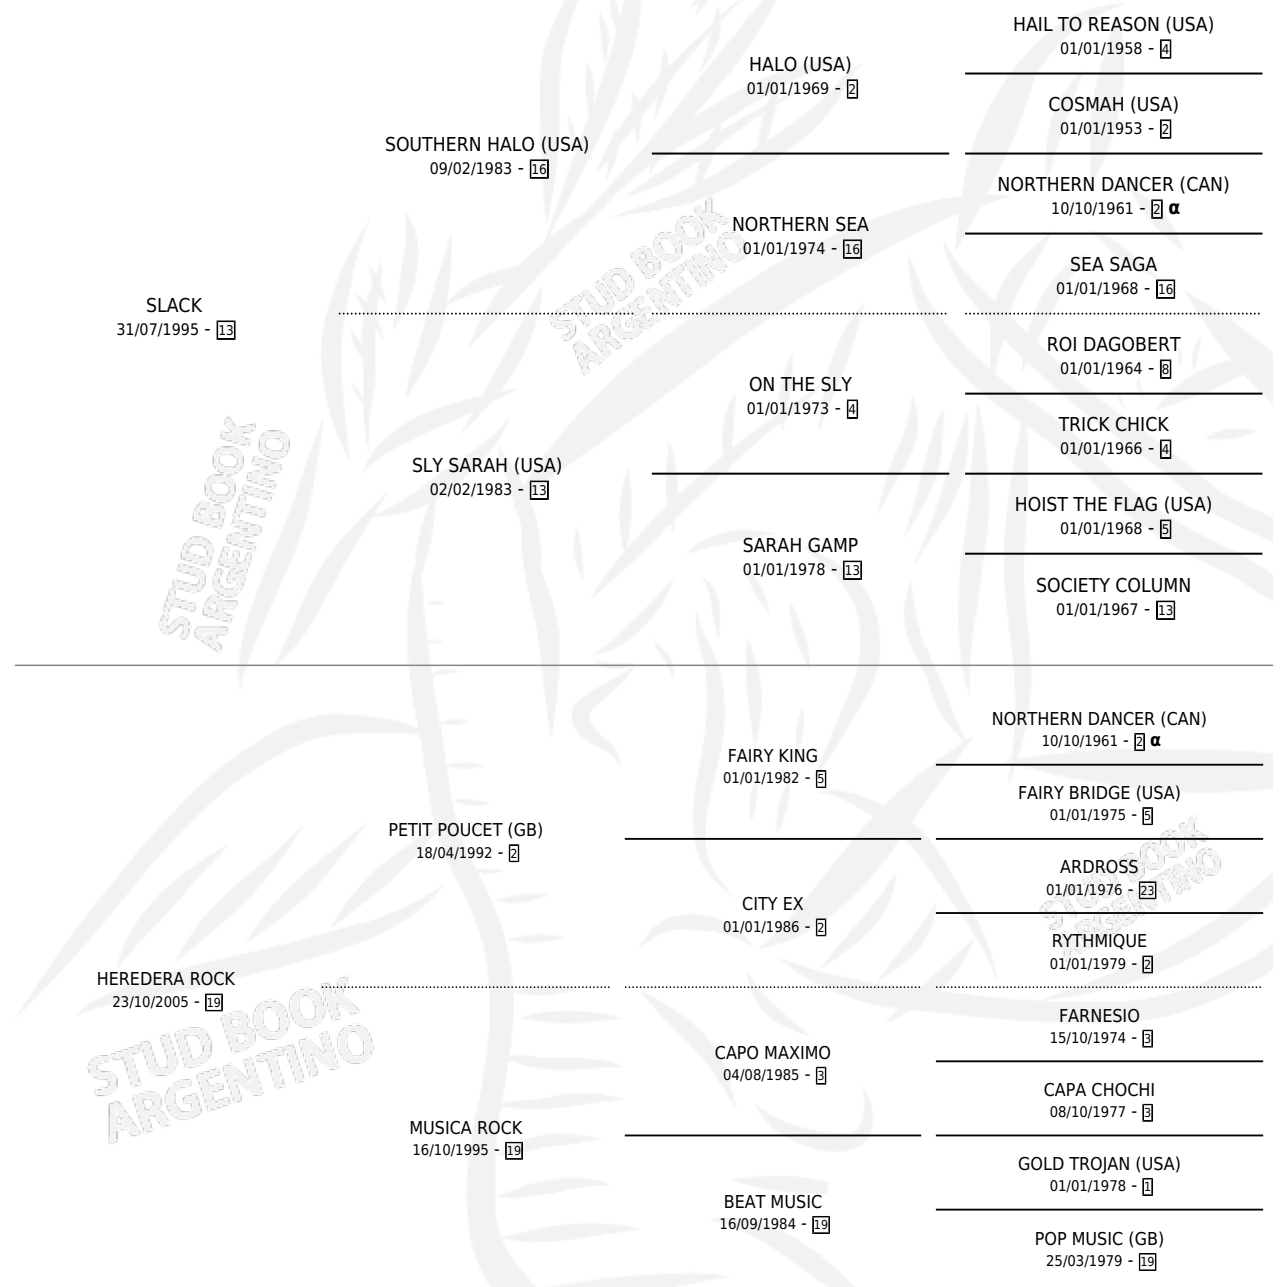 HAIL TO REASON (USA)
01/01/1958 - 4
HALO (USA)
01/01/1969 - 2
COSMAH (USA)
01/01/1953 - 2
SOUTHERN HALO (USA)
09/02/1983 - 16
NORTHERN DANCER (CAN)
10/10/1961 - 2 α
NORTHERN SEA
01/01/1974 - 16
SEA SAGA
01/01/1968 - 16
SLACK
31/07/1995 - 13
ROI DAGOBERT
01/01/1964 - 8
ON THE SLY
01/01/1973 - 4
TRICK CHICK
01/01/1966 - 4
SLY SARAH (USA)
02/02/1983 - 13
HOIST THE FLAG (USA)
01/01/1968 - 5
SARAH GAMP
01/01/1978 - 13
SOCIETY COLUMN
01/01/1967 - 13
STUD BOOK
ARGENTINO
STUD BOOK
ARGENTINO
NORTHERN DANCER (CAN)
10/10/1961 - 2 α
FAIRY KING
01/01/1982 - 5
FAIRY BRIDGE (USA)
01/01/1975 - 5
PETIT POUCET (GB)
18/04/1992 - 2
ARDROSS
01/01/1976 - 23
CITY EX
01/01/1986 - 2
RYTHMIQUE
01/01/1979 - 2
HEREDERA ROCK
23/10/2005 - 19
FARNESIO
15/10/1974 - 3
CAPO MAXIMO
04/08/1985 - 3
CAPA CHOCHI
08/10/1977 - 3
MUSICA ROCK
16/10/1995 - 19
GOLD TROJAN (USA)
01/01/1978 - 1
BEAT MUSIC
16/09/1984 - 19
POP MUSIC (GB)
25/03/1979 - 19
STUD BOOK
ARGENTINO
STUD BOOK
ARGENTINO